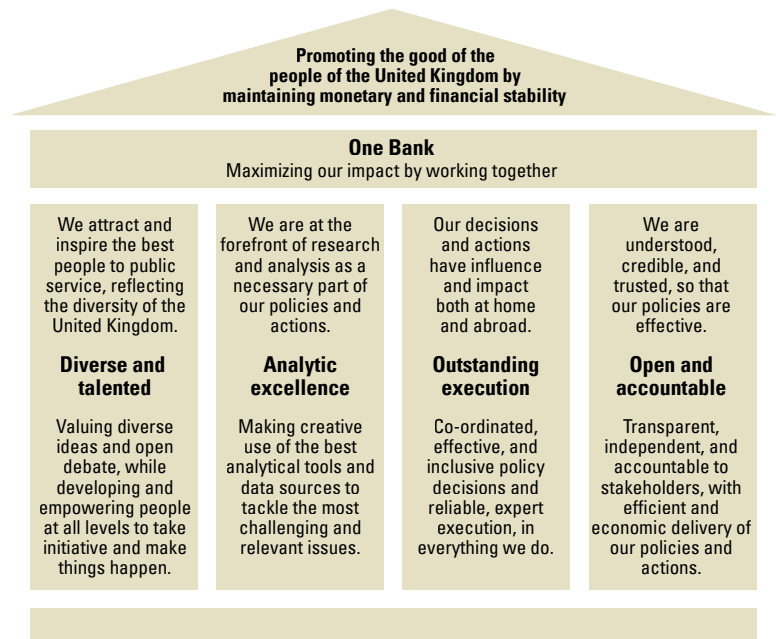 Promoting the good of the
people of the United Kingdom by
maintaining monetary and financial stability
One Bank
Maximizing our impact by working together
We attract and
inspire the best
people to public
service, reflecting
the diversity of the
United Kingdom.
Diverse and
talented
Valuing diverse
ideas and open
debate, while
developing and
empowering people
at all levels to take
initiative and make
things happen.
We are at the
forefront of research
and analysis as a
necessary part of
our policies and
actions.
Analytic
excellence
Making creative
use of the best
analytical tools and
data sources to
tackle the most
challenging and
relevant issues.
Our decisions
and actions
have influence
and impact
both at home
and abroad.
Outstanding
execution
Co-ordinated,
effective, and
inclusive policy
decisions and
reliable, expert
execution, in
everything we do.
We are
understood,
credible, and
trusted, so that
our policies are
effective.
Open and
accountable
Transparent,
independent, and
accountable to
stakeholders, with
efficient and
economic delivery of
our policies and
actions.